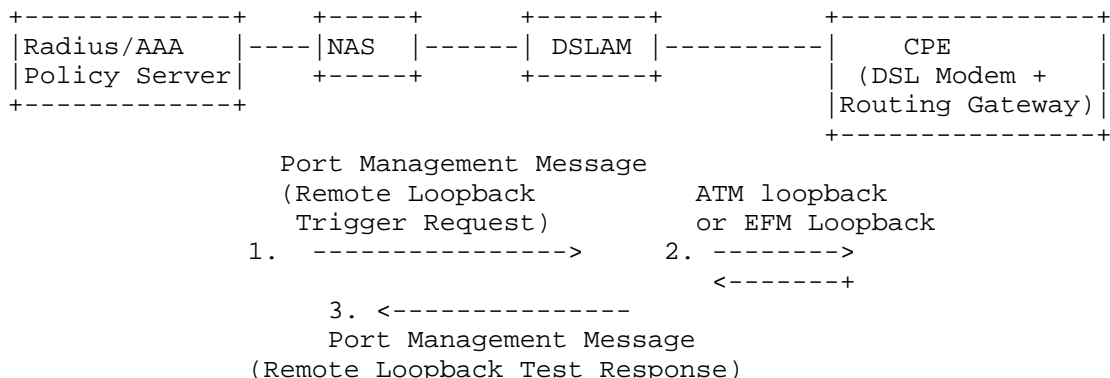 Radius/AAA NAS DSLAM CPE
Policy Server (DSL Modem +
Routing Gateway)
Port Management Message
(Remote Loopback ATM loopback
Trigger Request) or EFM Loopback
1. 2.
3.
Port Management Message
(Remote Loopback Test Response)